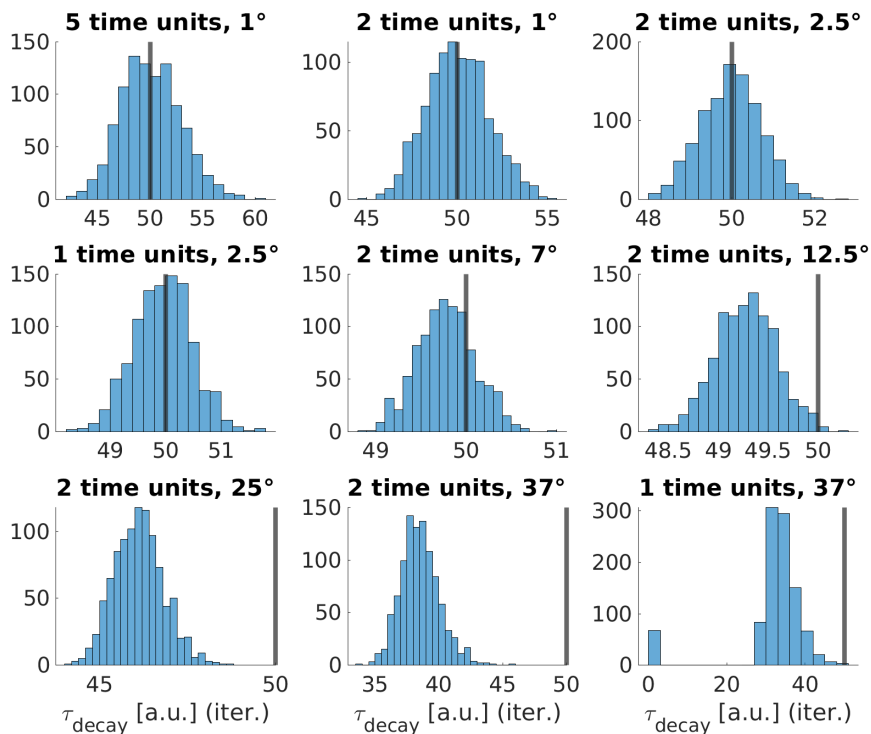 5 time units, 1°
150
100
50
0
45 50 55 60
2 time units, 1°
100
50
0
45 50 55
2 time units, 2.5°
200
100
0
48 50 52
1 time units, 2.5°
150
100
50
0
49 50 51
2 time units, 7°
150
100
50
0
49 50 51
2 time units, 12.5°
150
100
50
0
48.5 49 49.5 50
2 time units, 25°
100
50
0
45 50
τdecay [a.u.] (iter.)
2 time units, 37°
150
100
50
0
35 40 45 50
τdecay [a.u.] (iter.)
1 time units, 37°
300
200
100
0
0 20 40
τdecay [a.u.] (iter.)